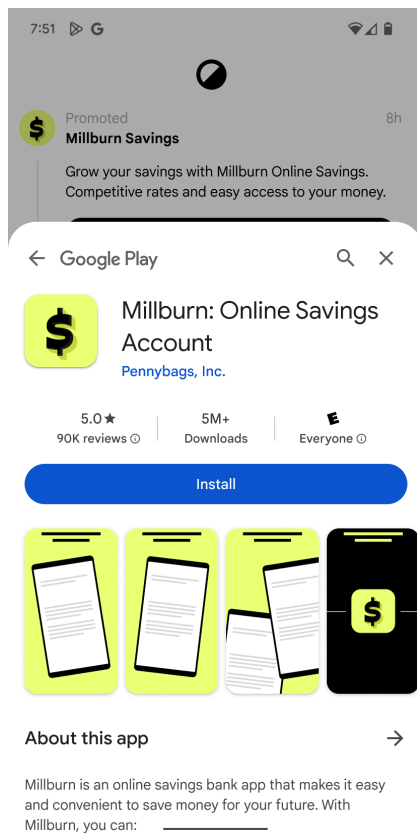 7:51
Promoted 8h
Millburn Savings
Grow your savings with Millburn Online Savings.
Competitive rates and easy access to your money.
Google Play
Millburn: Online Savings
Account
Pennybags, Inc.
5.0★ 5M+ E
90K reviews Downloads Everyone
Install
About this app
Millburn is an online savings bank app that makes it easy
and convenient to save money for your future. With
Millburn, you can: